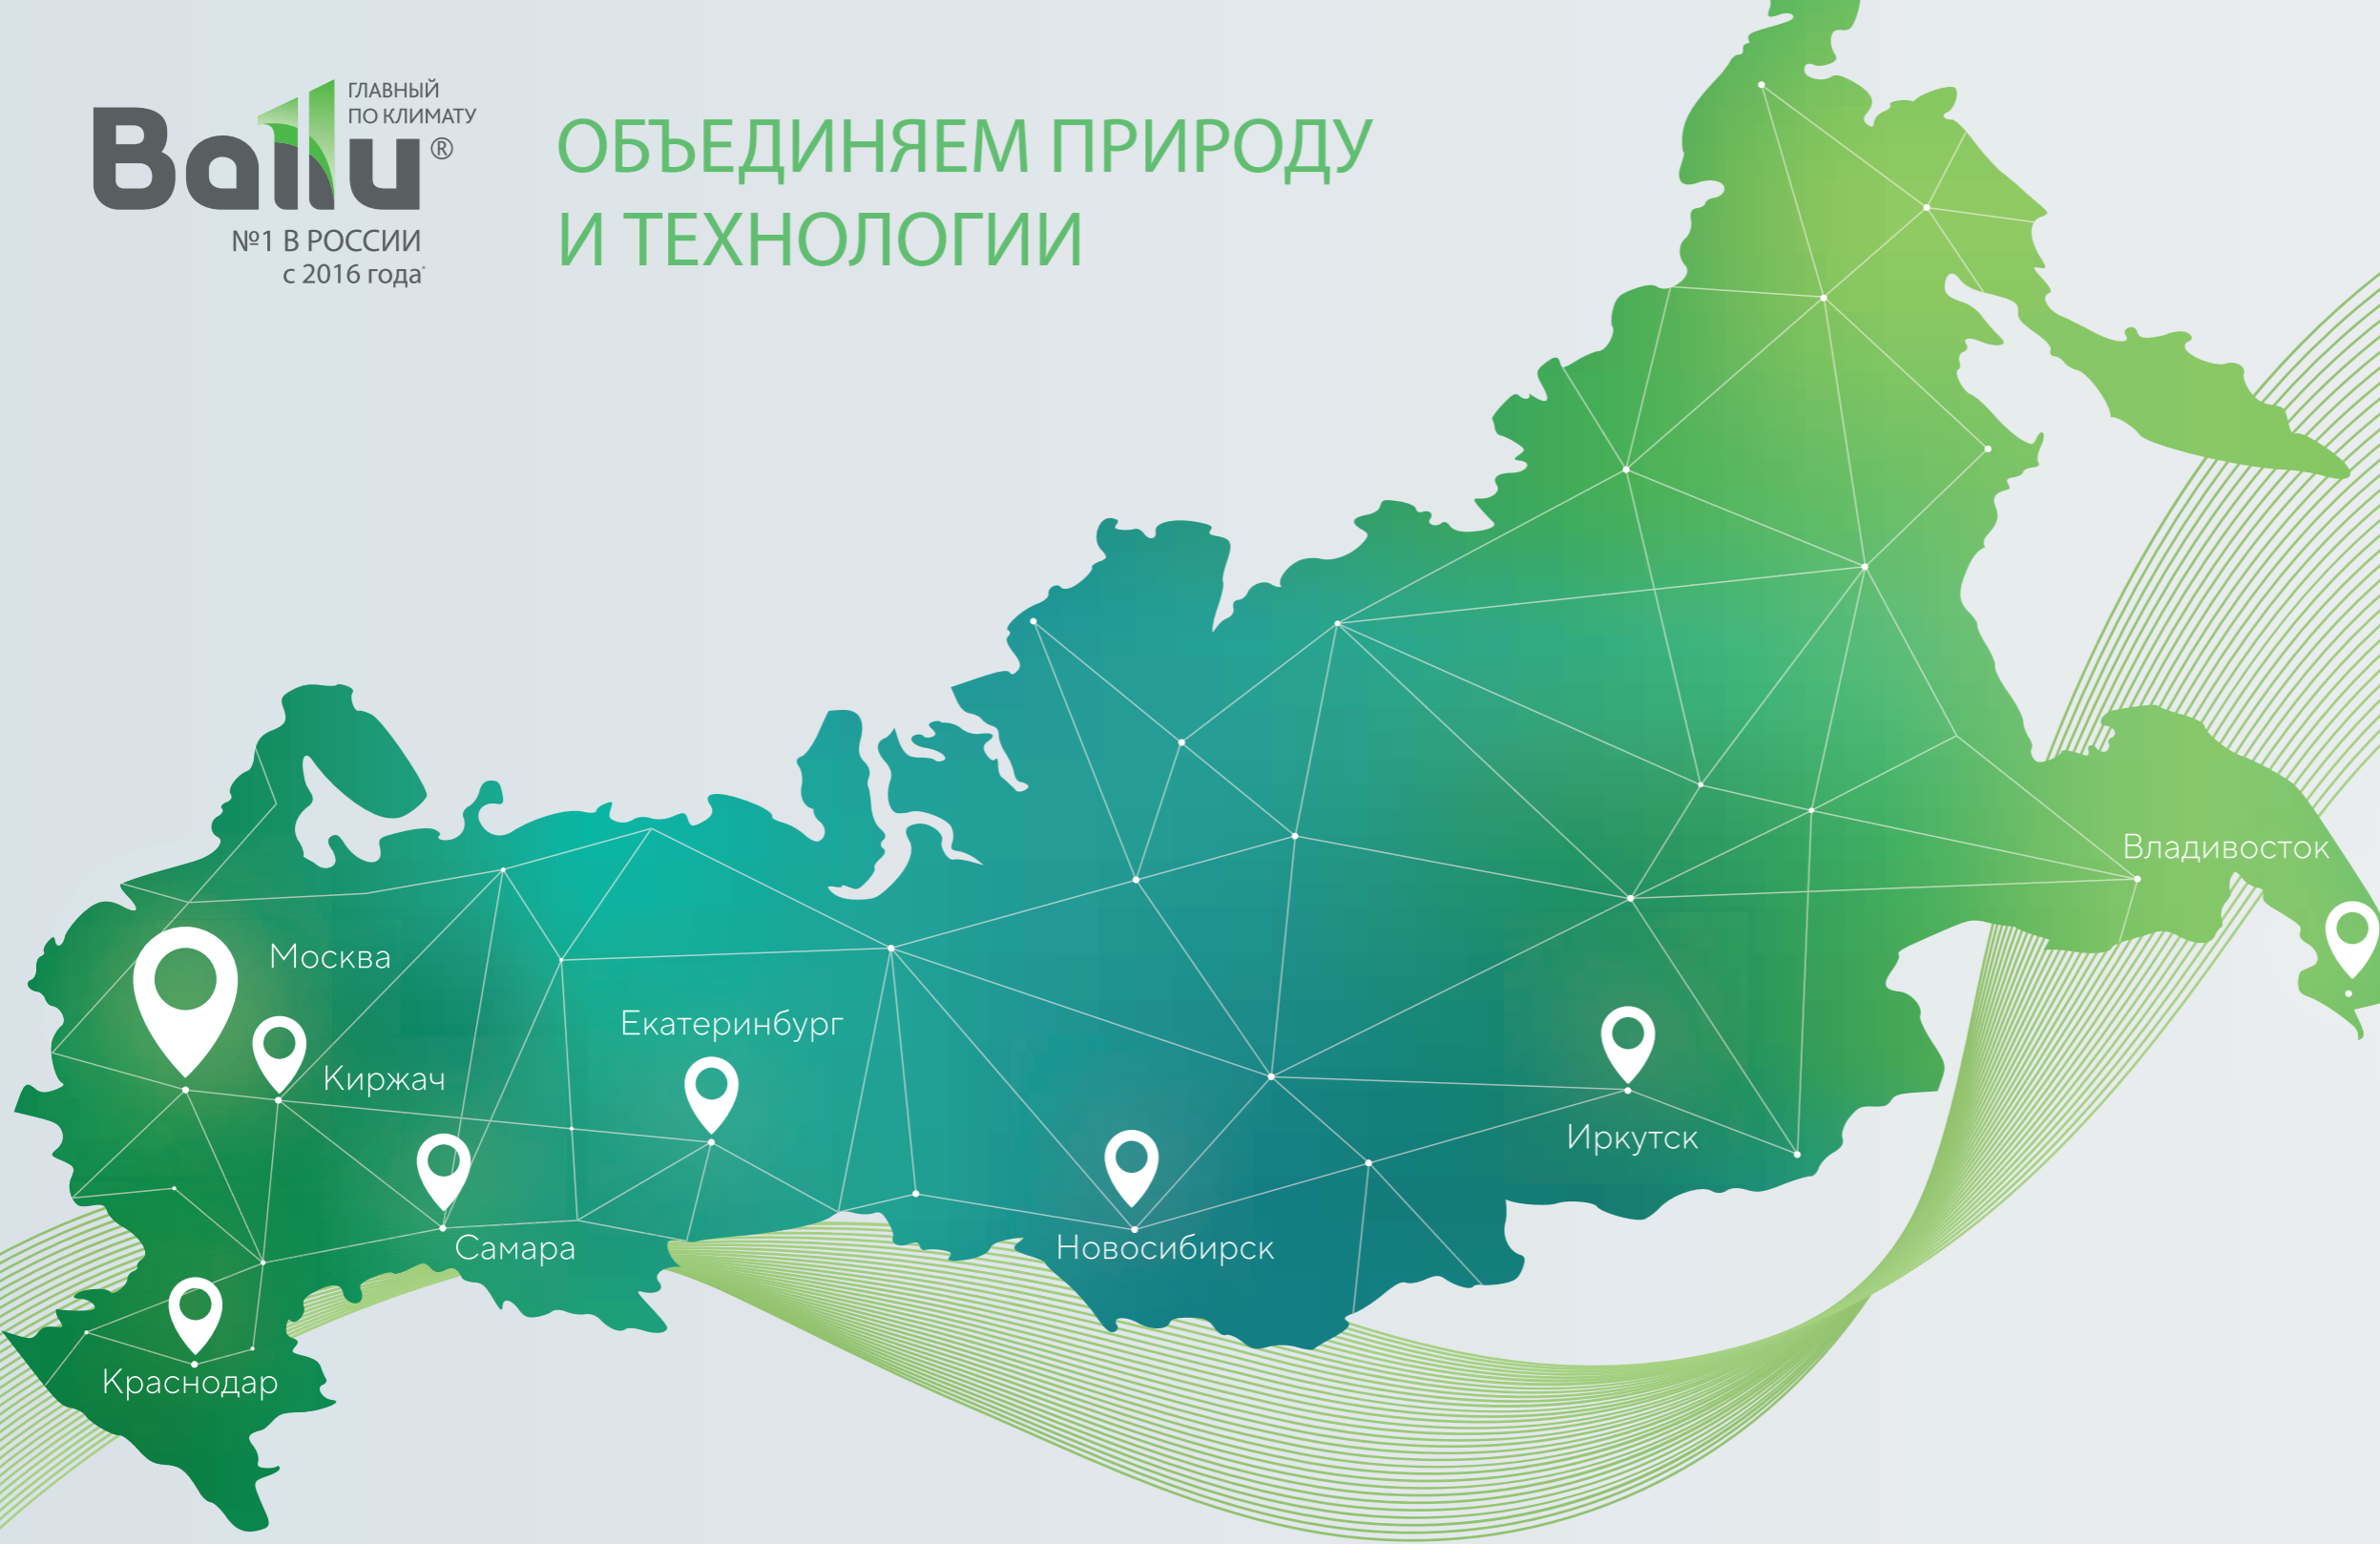 ГЛАВНЫЙ
ПО КЛИМАТУ
Ballu®
№1 В РОССИИ
с 2016 года*
ОБЪЕДИНЯЕМ ПРИРОДУ
И ТЕХНОЛОГИИ
Владивосток
Москва
Екатеринбург
Киржач
Иркутск
Самара
Новосибирск
Краснодар